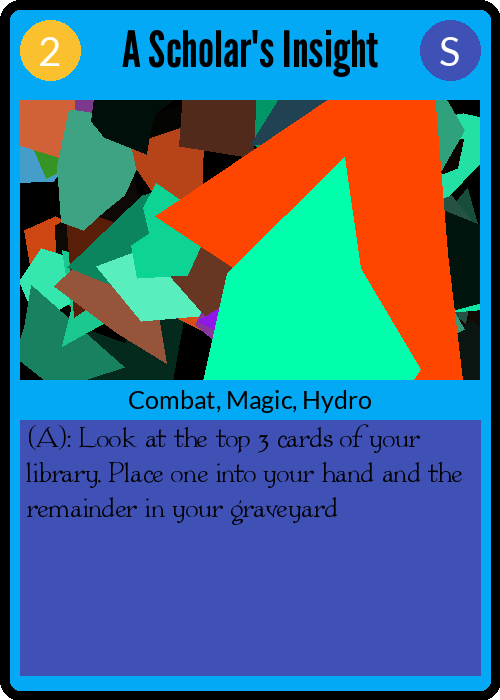 2
A Scholar's Insight
S
Combat, Magic, Hydro
(A): Look at the top 3 cards of your
library. Place one into your hand and the
remainder in your graveyard